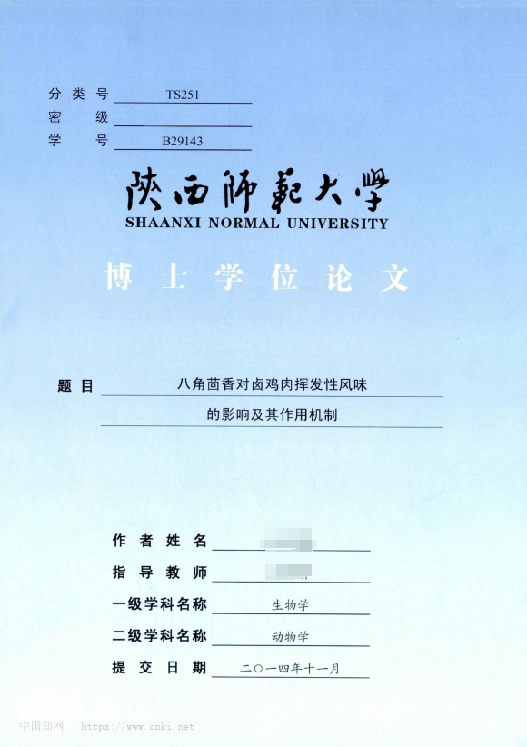 分类号 TS251
密级
学号 B29143
陕西师范大学
SHAANXI NORMAL UNIVERSITY
博士学位论文
题目 八角茴香对卤鸡肉挥发性风味
的影响及其作用机制
作者姓名
指导教师
一级学科名称 生物学
二级学科名称 动物学
提交日期 二〇一四年十一月
中国知网 https://www.cnki.net